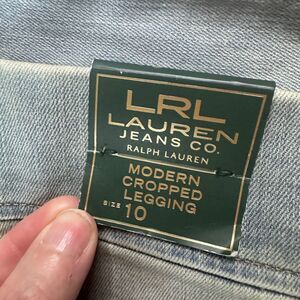 LRL
LAUREN
JEANS CO.
RALPH LAUREN
MODERN
CROPPED
LEGGING
SIZE 10